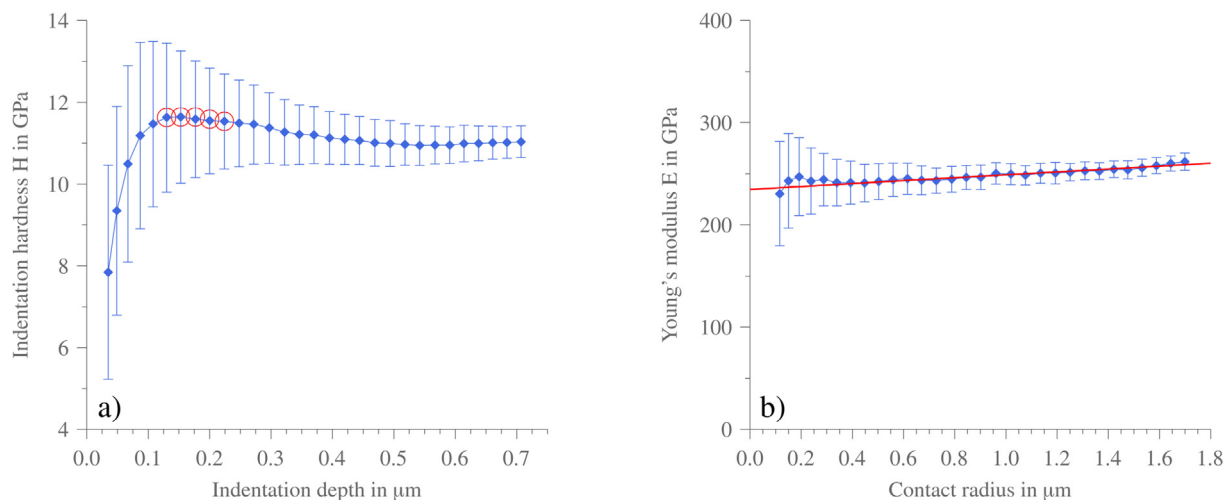 14
12
10
8
6
4
Indentation hardness H in GPa
a)
0.0 0.1 0.2 0.3 0.4 0.5 0.6 0.7
Indentation depth in μm
400
300
200
100
0
Young's modulus E in GPa
b)
0.0 0.2 0.4 0.6 0.8 1.0 1.2 1.4 1.6 1.8
Contact radius in μm